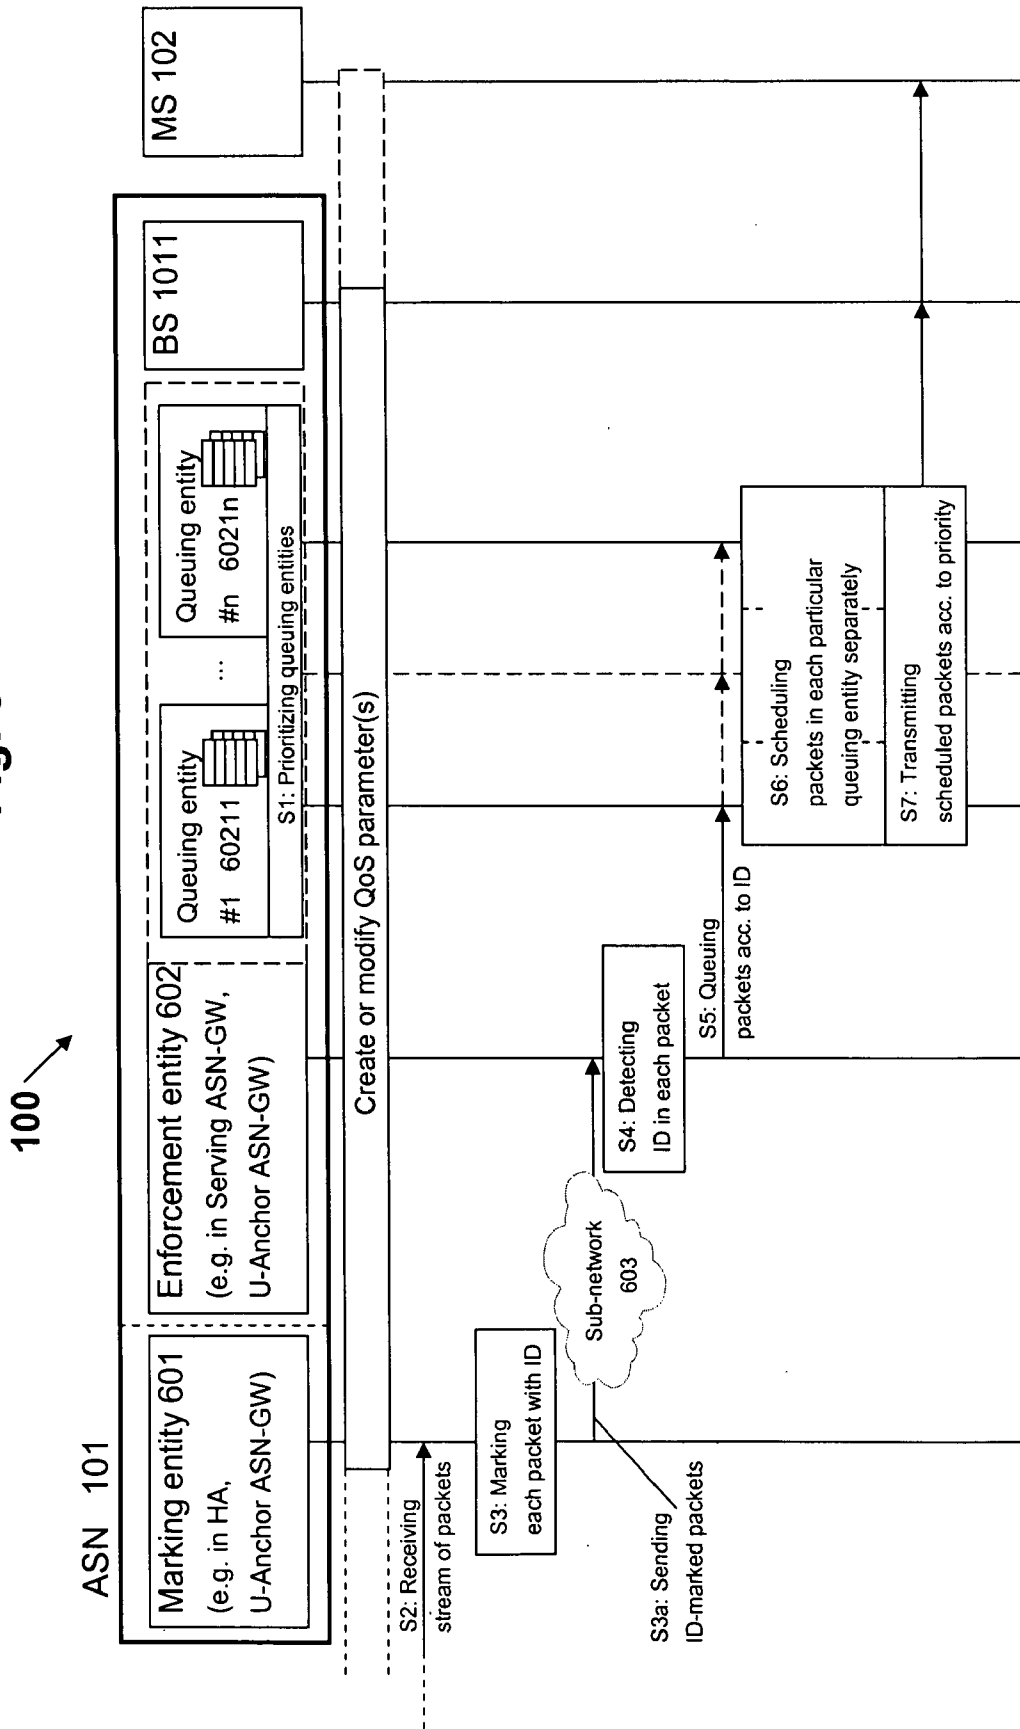 100
ASN 101
Marking entity 601
(e.g. in HA,
U-Anchor ASN-GW)
Enforcement entity 602
(e.g. in Serving ASN-GW,
U-Anchor ASN-GW)
Queuing entity
#1 60211
...
Queuing entity
#n 6021n
S1: Prioritizing queuing entities
BS 1011
MS 102
Create or modify QoS parameter(s)
S2: Receiving
stream of packets
S3: Marking
each packet with ID
S3a: Sending
ID-marked packets
Sub-network
603
S4: Detecting
ID in each packet
S5: Queuing
packets acc. to ID
S6: Scheduling
packets in each particular
queuing entity separately
S7: Transmitting
scheduled packets acc. to priority